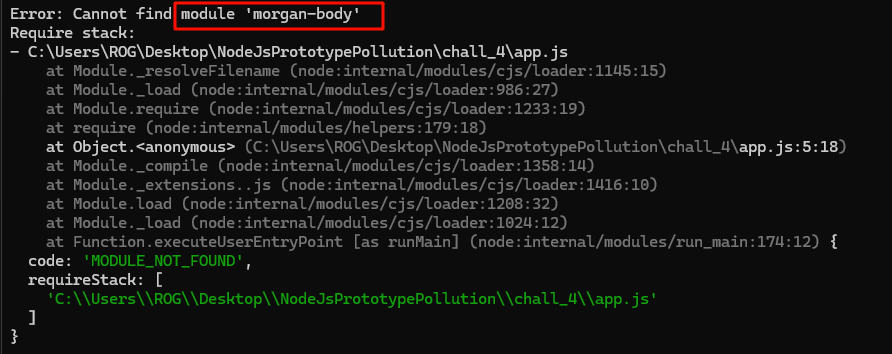 Error: Cannot find module 'morgan-body'
Require stack:
- C:\Users\ROG\Desktop\NodeJsPrototypePollution\chall_4\app.js
    at Module._resolveFilename (node:internal/modules/cjs/loader:1145:15)
    at Module._load (node:internal/modules/cjs/loader:986:27)
    at Module.require (node:internal/modules/cjs/loader:1233:19)
    at require (node:internal/modules/helpers:179:18)
    at Object.<anonymous> (C:\Users\ROG\Desktop\NodeJsPrototypePollution\chall_4\app.js:5:18)
    at Module._compile (node:internal/modules/cjs/loader:1358:14)
    at Module._extensions..js (node:internal/modules/cjs/loader:1416:10)
    at Module.load (node:internal/modules/cjs/loader:1208:32)
    at Module._load (node:internal/modules/cjs/loader:1024:12)
    at Function.executeUserEntryPoint [as runMain] (node:internal/modules/run_main:174:12) {
  code: 'MODULE_NOT_FOUND',
  requireStack: [
    'C:\\Users\\ROG\\Desktop\\NodeJsPrototypePollution\\chall_4\\app.js'
  ]
}